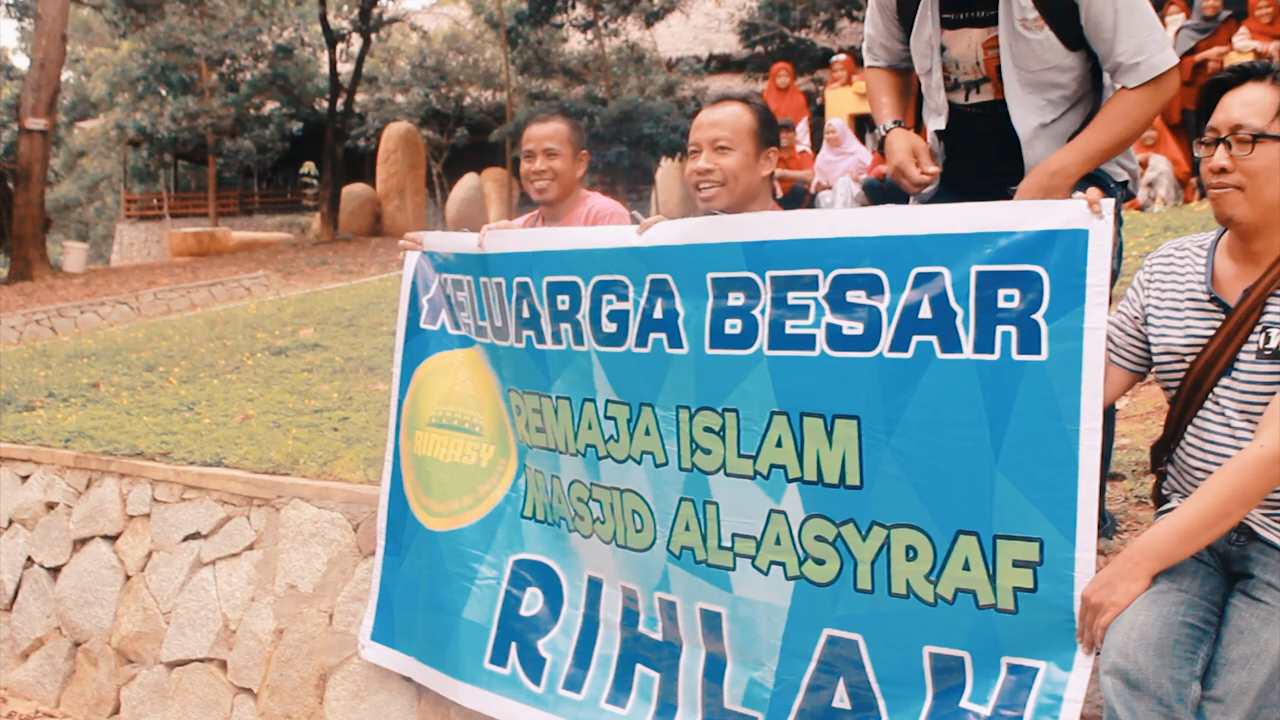 KELUARGA BESAR
RIMASY
REMAJA ISLAM
MASJID AL-ASYRAF
RIHLAH